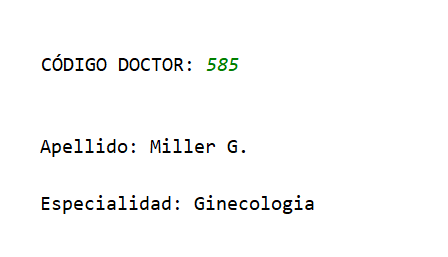 CÓDIGO DOCTOR: 585
Apellido: Miller G.
Especialidad: Ginecologia